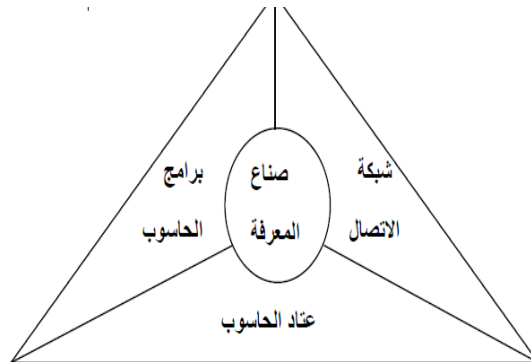 شبكة
الاتصال
صناع
المعرفة
برامج
الحاسوب
عتاد الحاسوب